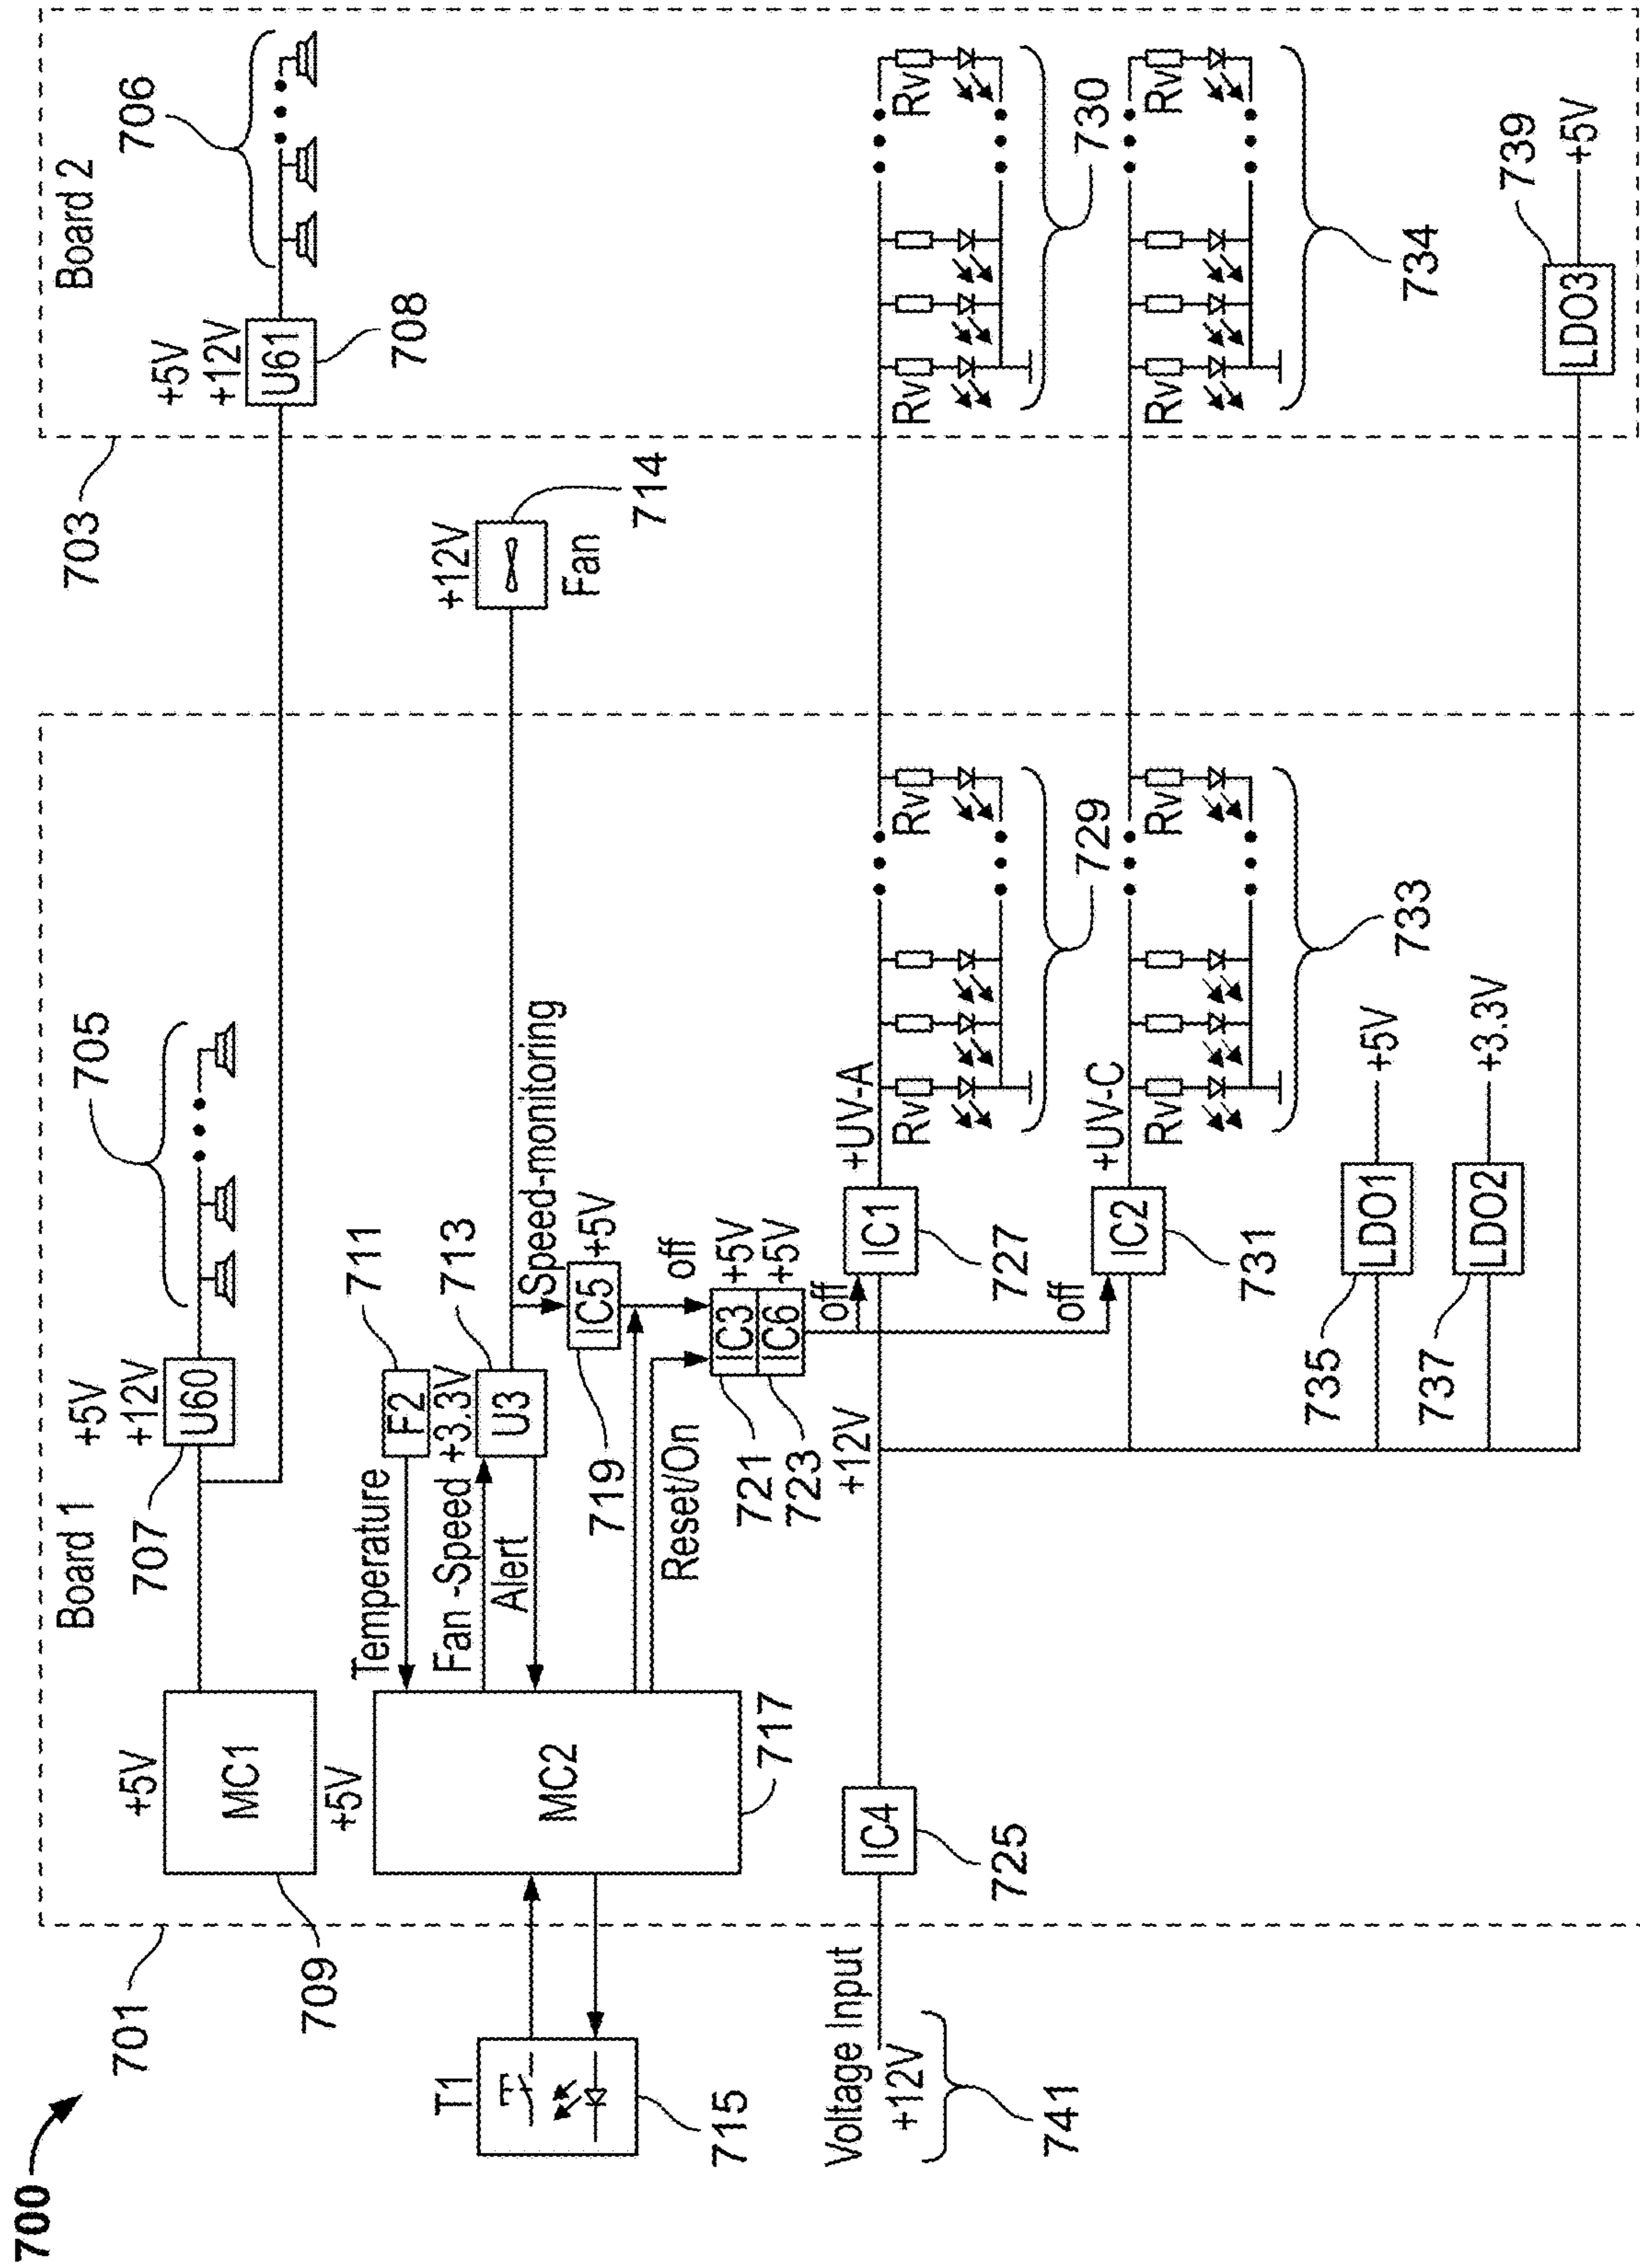 700
701
Board 1
703
Board 2
+5V
+12V
U60
707
705
+5V
+12V
U61
708
706
+5V
MC1
709
+5V
MC2
717
T1
715
Temperature
F2
711
Fan -Speed
+3.3V
Alert
U3
713
Speed-monitoring
+12V
Fan
714
IC5
+5V
719
off
Reset/On
IC3
IC6
+5V
+5V
721
723
off
off
Voltage Input
+12V
741
IC4
725
+12V
IC1
727
+UV-A
Rv
Rv
729
Rv
Rv
730
IC2
731
+UV-C
Rv
Rv
733
Rv
Rv
734
LDO1
+5V
735
LDO2
+3.3V
737
LDO3
+5V
739